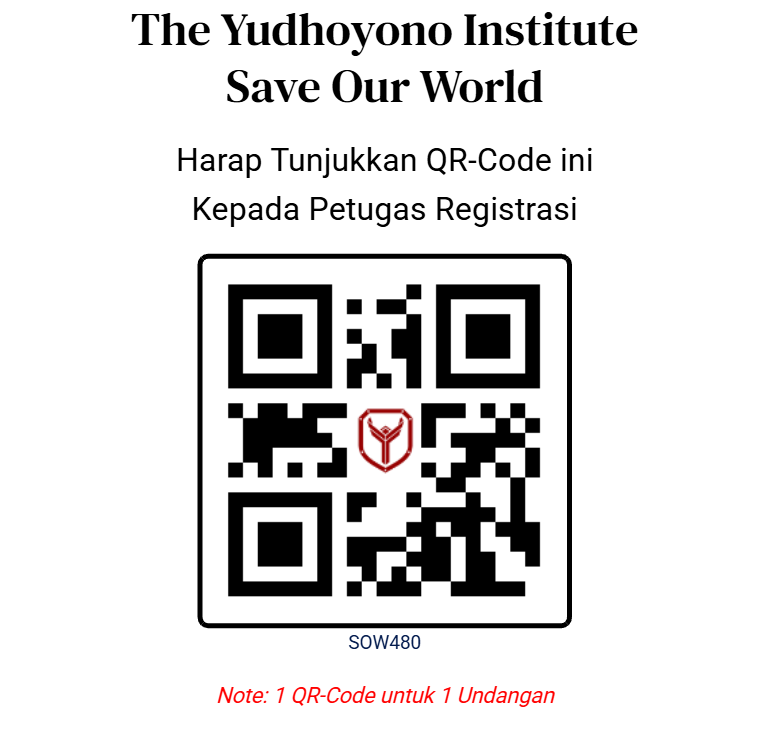 The Yudhoyono Institute
Save Our World
Harap Tunjukkan QR-Code ini
Kepada Petugas Registrasi
SOW480
Note: 1 QR-Code untuk 1 Undangan